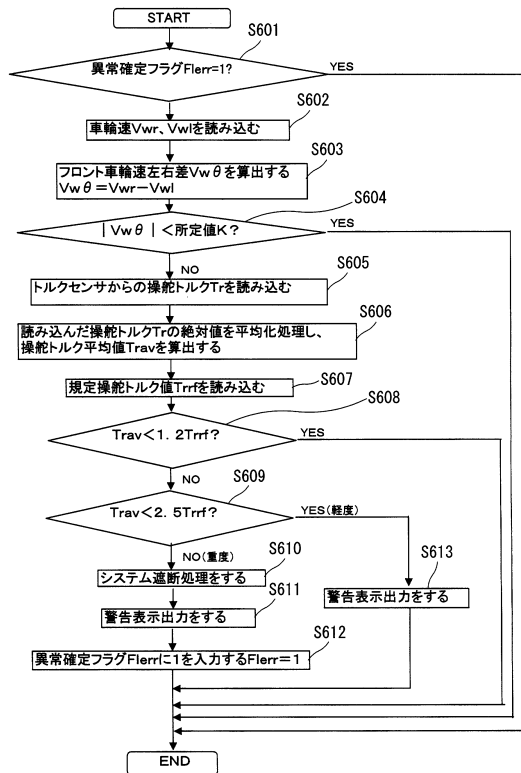 START
S601
異常確定フラグFlerr=1?
YES
S602
車輪速Vwr、Vwlを読み込む
S603
フロント車輪速左右差Vwθを算出する
Vwθ=Vwr-Vwl
S604
|Vwθ|<所定値K?
YES
NO
S605
トルクセンサからの操舵トルクTrを読み込む
S606
読み込んだ操舵トルクTrの絶対値を平均化処理し、
操舵トルク平均値Travを算出する
S607
規定操舵トルク値Trrfを読み込む
S608
Trav<1.2Trrf?
YES
NO
S609
Trav<2.5Trrf?
YES(軽度)
NO(重度)
S610
システム遮断処理をする
S611
警告表示出力をする
S613
警告表示出力をする
S612
異常確定フラグFlerrに1を入力するFlerr=1
END